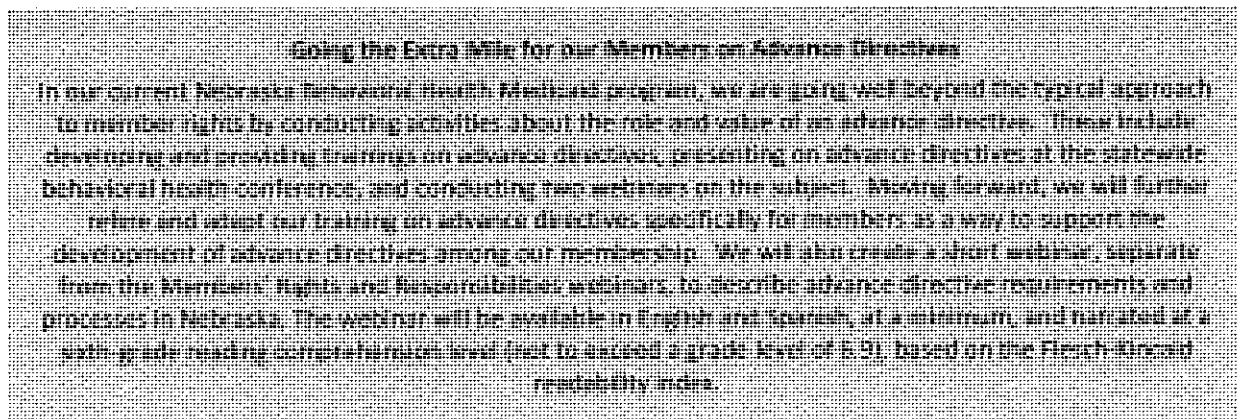 Going the Extra Mile for our Members on Advance Directives
In our current Nebraska Behavioral Health Medicaid program, we are going well beyond the typical approach
to member rights by conducting activities about the role and value of an advance directive. These include
developing and providing trainings on advance directives, presenting on advance directives at the statewide
behavioral health conference, and conducting two webinars on the subject. Moving forward, we will further
refine and adapt our training on advance directives specifically for members as a way to support the
development of advance directives among our membership. We will also create a short webinar, separate
from the Members' Rights and Responsibilities webinars, to describe advance directive requirements and
processes in Nebraska. The webinar will be available in English and Spanish, at a minimum, and narrated at a
sixth-grade reading comprehension level (not to exceed a grade level of 6.9), based on the Flesch-Kincaid
readability index.